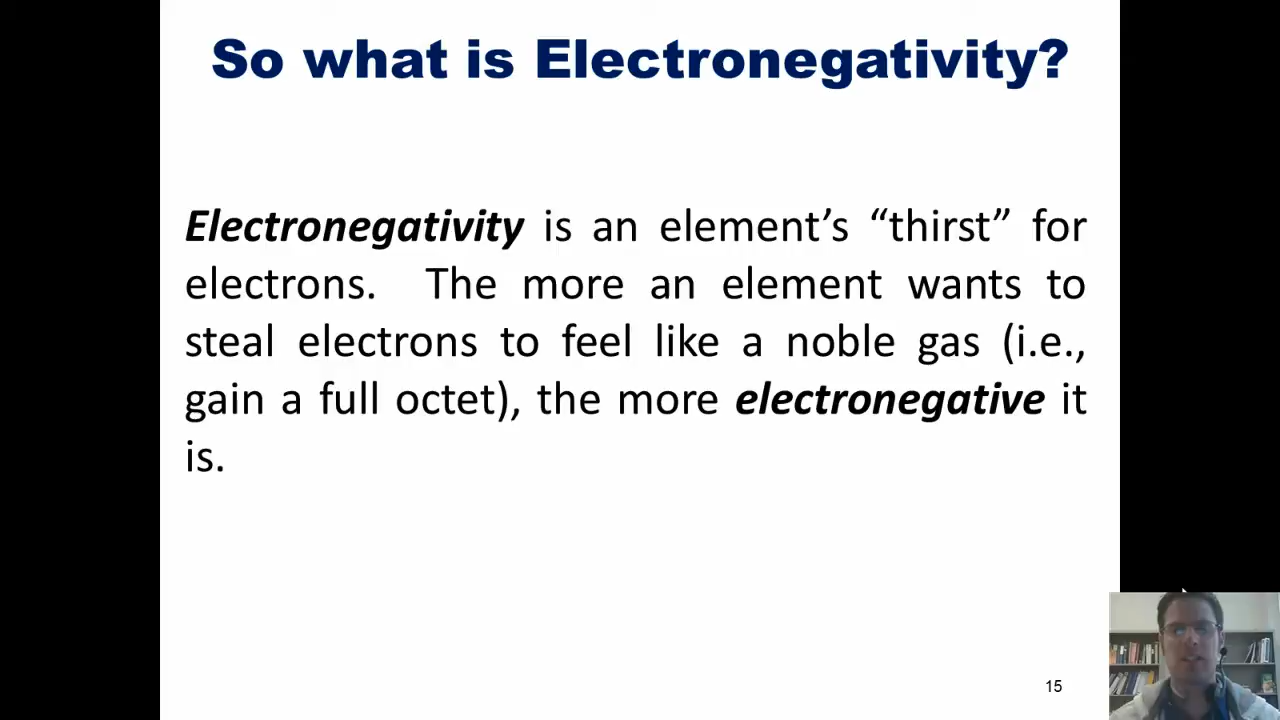 So what is Electronegativity?
Electronegativity is an element’s “thirst” for
electrons. The more an element wants to
steal electrons to feel like a noble gas (i.e.,
gain a full octet), the more electronegative it
is.
15